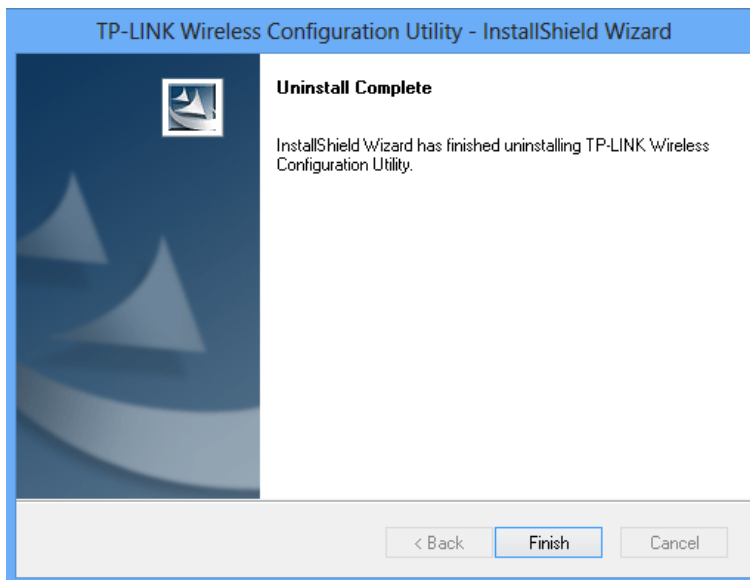 TP-LINK Wireless Configuration Utility - InstallShield Wizard
Uninstall Complete
InstallShield Wizard has finished uninstalling TP-LINK Wireless
Configuration Utility.
< Back
Finish
Cancel